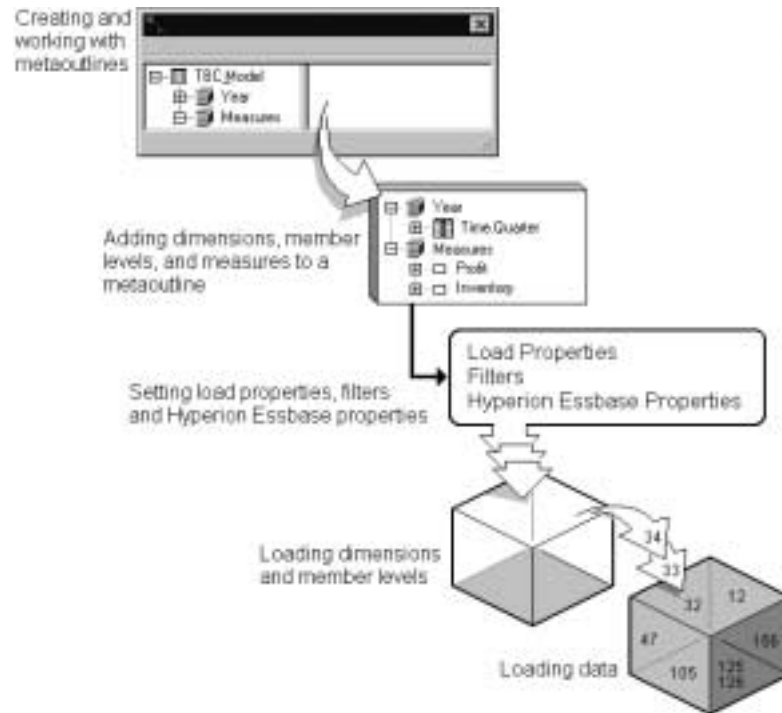 Creating and
working with
metaoutlines
TBC_Model
Year
Measures
Year
Time.Quarter
Measures
Profit
Inventory
Adding dimensions, member
levels, and measures to a
metaoutline
Load Properties
Filters
Hyperion Essbase Properties
Setting load properties, filters
and Hyperion Essbase properties
Loading dimensions
and member levels
34
33
32
12
47
105
125
126
Loading data